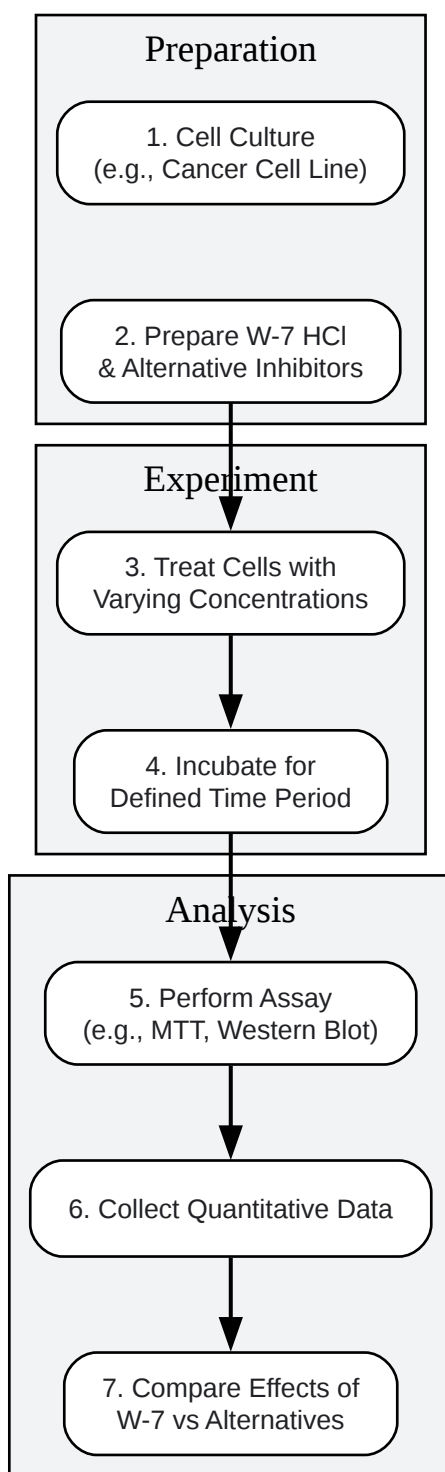 Preparation
1. Cell Culture
(e.g., Cancer Cell Line)
2. Prepare W-7 HCl
& Alternative Inhibitors
Experiment
3. Treat Cells with
Varying Concentrations
4. Incubate for
Defined Time Period
Analysis
5. Perform Assay
(e.g., MTT, Western Blot)
6. Collect Quantitative Data
7. Compare Effects of
W-7 vs Alternatives